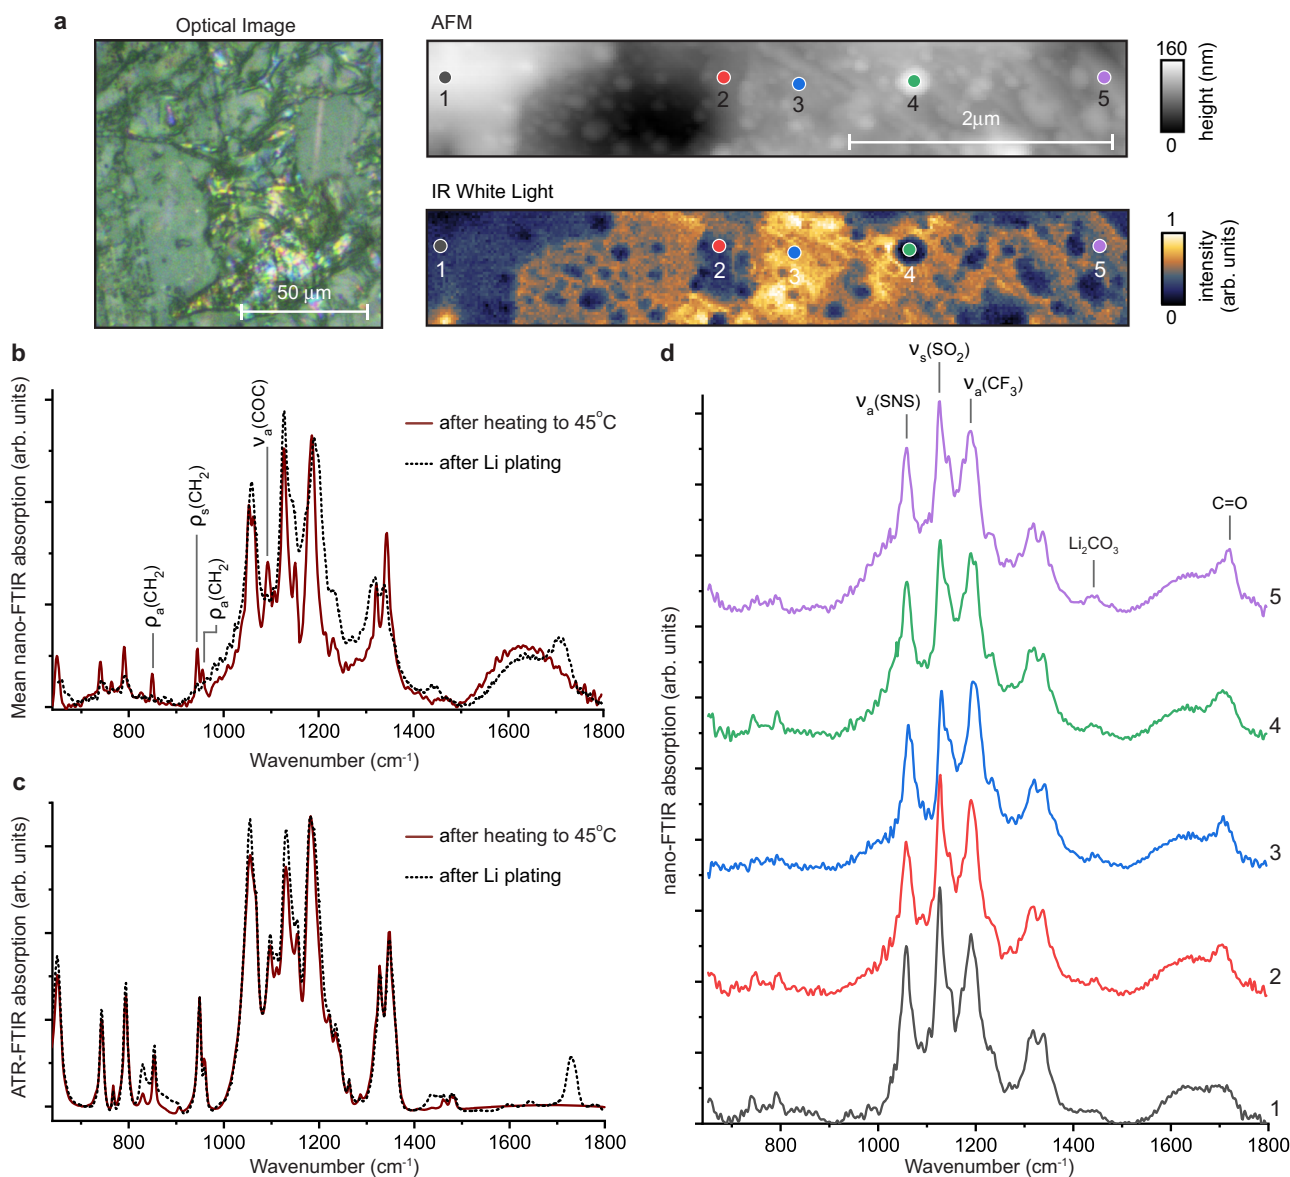 a
Optical Image
50 μm
AFM
1
2
3
4
5
2μm
160
0
height (nm)
IR White Light
1
2
3
4
5
1
0
intensity
(arb. units)
b
Mean nano-FTIR absorption (arb. units)
ρa(CH2)
ρs(CH2)
ρa(CH2)
νa(COC)
after heating to 45°C
after Li plating
800
1000
1200
1400
1600
1800
Wavenumber (cm-1)
c
ATR-FTIR absorption (arb. units)
after heating to 45°C
after Li plating
800
1000
1200
1400
1600
1800
Wavenumber (cm-1)
d
nano-FTIR absorption (arb. units)
νs(SO2)
νa(SNS)
νa(CF3)
Li2CO3
C=O
5
4
3
2
1
800
1000
1200
1400
1600
1800
Wavenumber (cm-1)